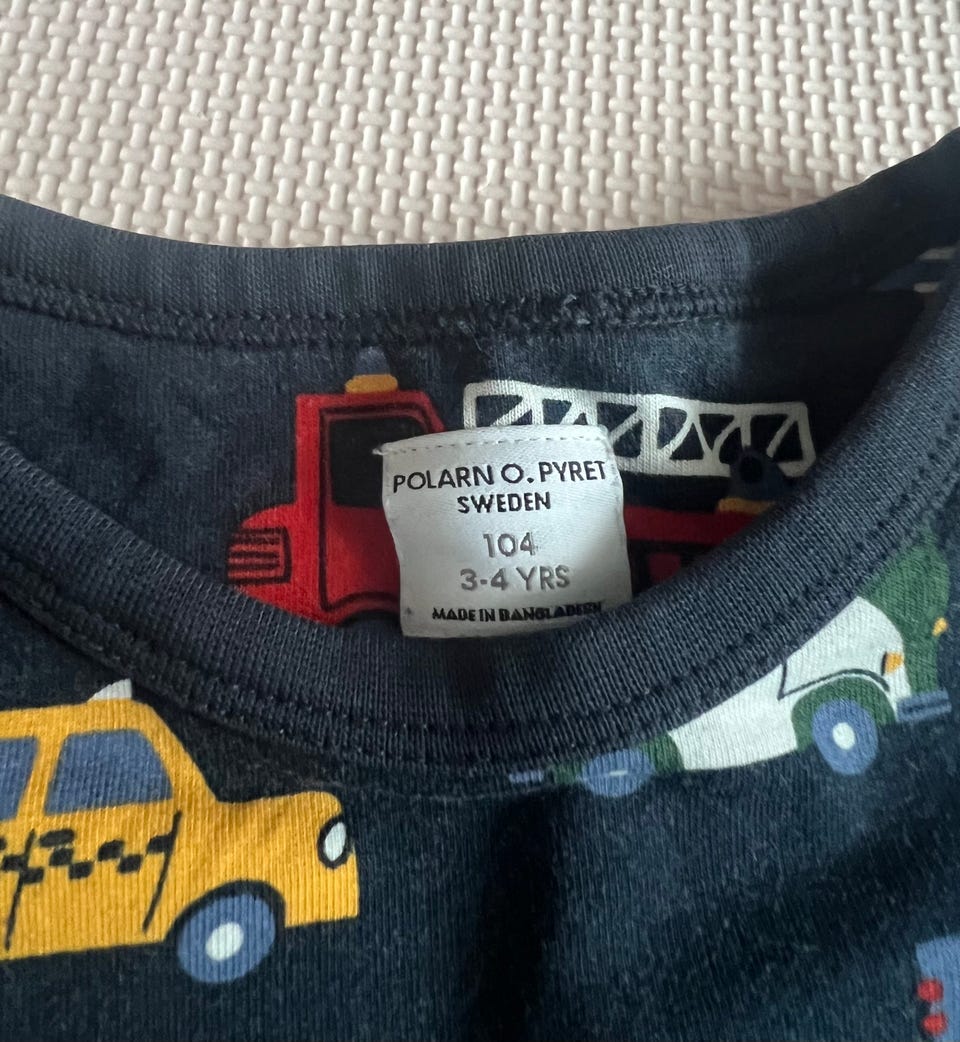 POLARN O. PYRET
SWEDEN
104
3-4 YRS
MADE IN BANGLADESH